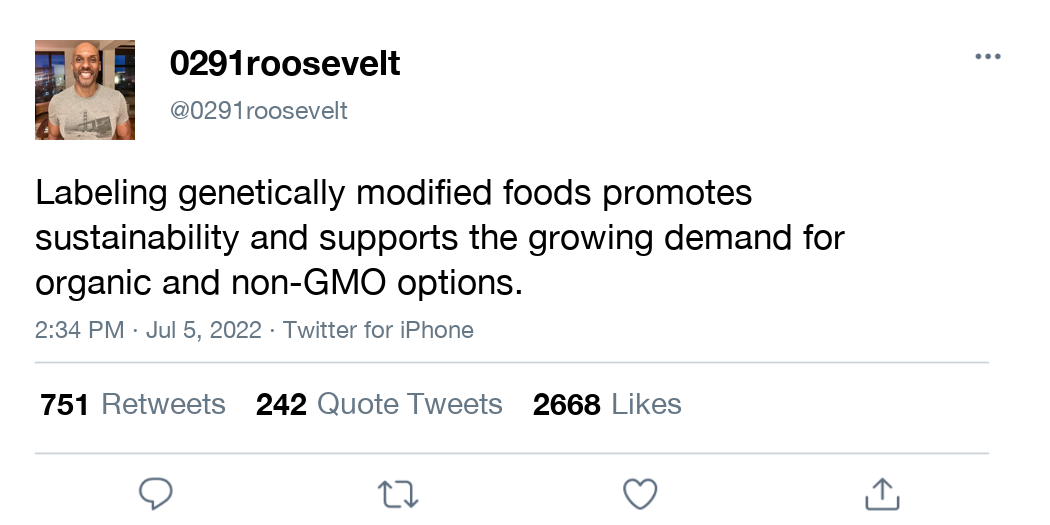 0291roosevelt
@0291roosevelt
Labeling genetically modified foods promotes
sustainability and supports the growing demand for
organic and non-GMO options.
2:34 PM · Jul 5, 2022 · Twitter for iPhone
751 Retweets 242 Quote Tweets 2668 Likes